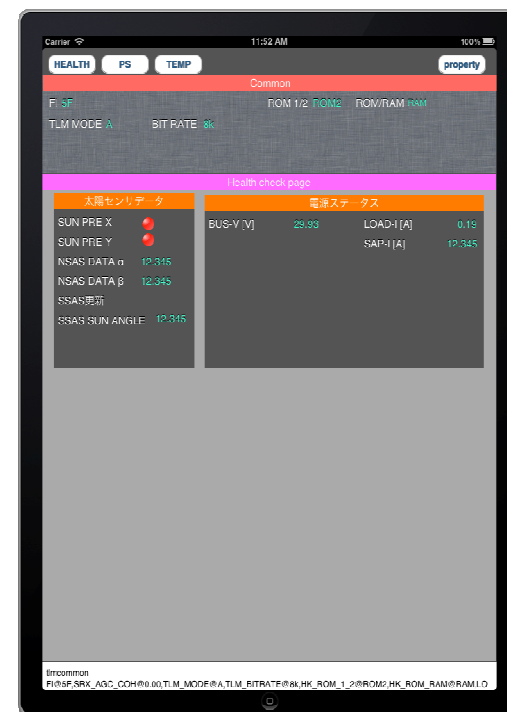 Carrier 11:52 AM 100%
HEALTH PS TEMP property
Common
FI 5F ROM 1/2 ROM2 ROM/RAM RAM
TLM MODE A BIT RATE 8k
Health check page
太陽センサデータ
SUN PRE X
SUN PRE Y
NSAS DATA α 12.345
NSAS DATA β 12.345
SSAS更新
SSAS SUN ANGLE 12.345
電源ステータス
BUS-V [V] 29.93 LOAD-I [A] 0.19
SAP-I [A] 12.345
tlmcommon
FI@5F,SRX_AGC_COH@0.00,TLM_MODE@A,TLM_BITRATE@8k,HK_ROM_1_2@ROM2,HK_ROM_RAM@RAM,LO